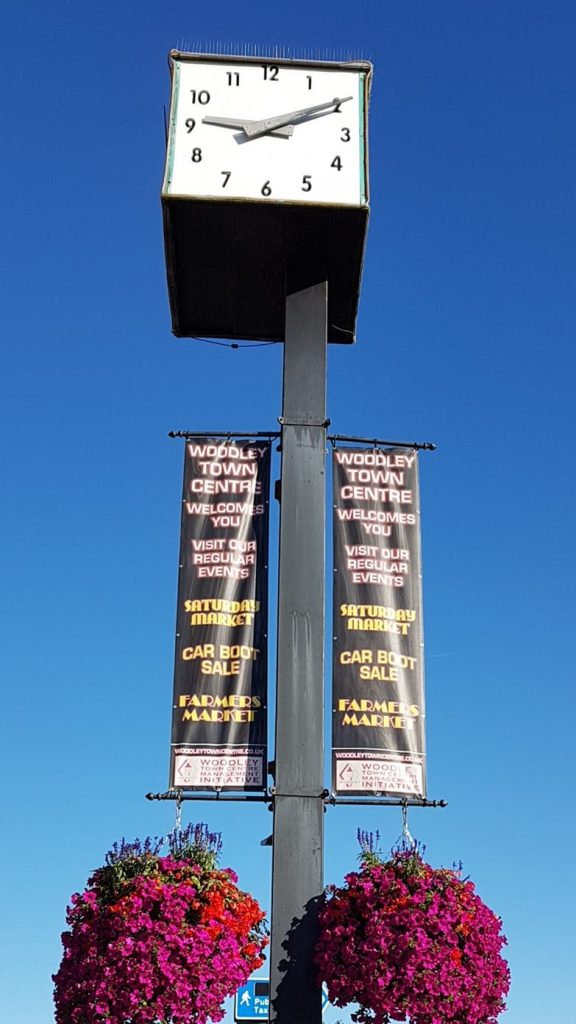 12
11
1
10
2
9
3
8
4
7
5
6
WOODLEY
TOWN
CENTRE
WELCOMES
YOU
VISIT OUR
REGULAR
EVENTS
SATURDAY
MARKET
CAR BOOT
SALE
FARMERS
MARKET
WOODLEYTOWNCENTRE.CO.UK
WOODLEY
TOWN CENTRE
MANAGEMENT
INITIATIVE
WOODLEY
TOWN
CENTRE
WELCOMES
YOU
VISIT OUR
REGULAR
EVENTS
SATURDAY
MARKET
CAR BOOT
SALE
FARMERS
MARKET
WOODLEYTOWNCENTRE.CO.UK
WOODLEY
TOWN CENTRE
MANAGEMENT
INITIATIVE